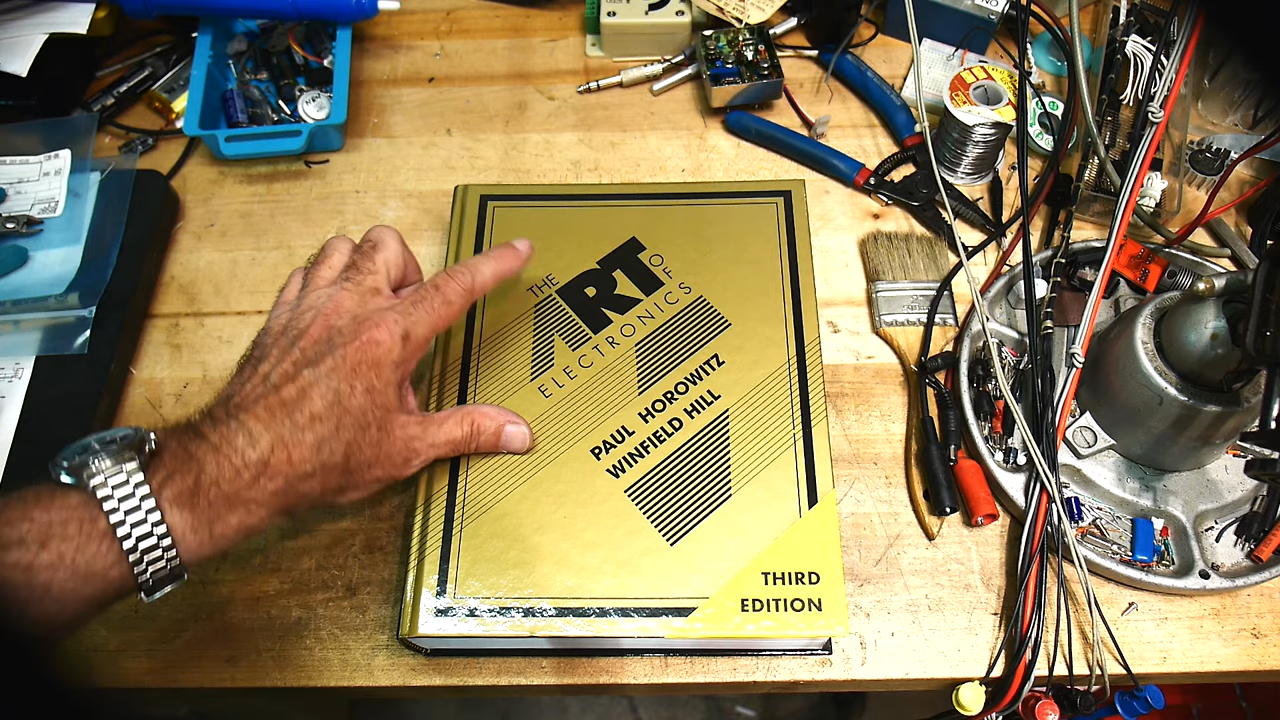 THE
ART
OF
ELECTRONICS
PAUL HOROWITZ
WINFIELD HILL
THIRD
EDITION